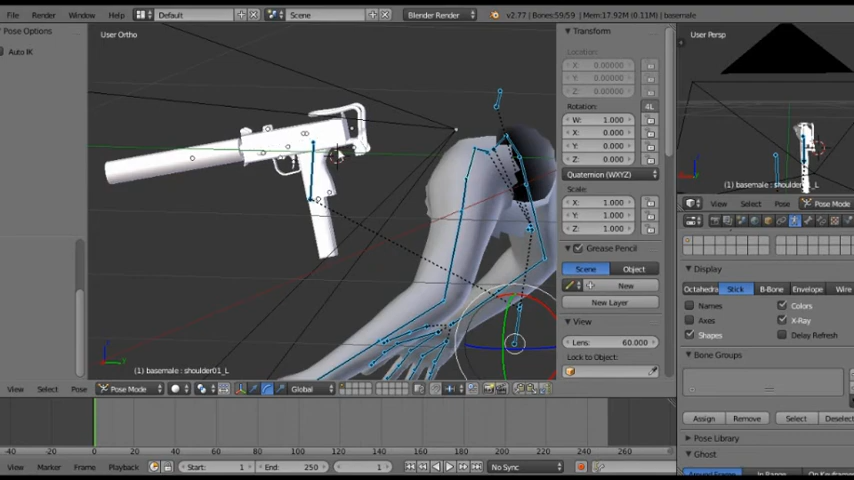 File Window Help Default Scene Blender Render v2.77 | Bones:59/59 | Mem:17.92M (0.11M) | basemale
Pose Options
Auto IK
User Ortho
(1) basemale : shoulder01_L
Transform
Location:
X: 0.00000
Y: 0.00000
Z: 0.00000
Rotation: 4L
W: 1.000
X: 0.000
Y: 0.000
Z: 0.000
Quaternion (WXYZ)
Scale
X: 1.000
Y: 1.000
Z: 1.000
Grease Pencil
Scene Object
New
New Layer
View
Lens: 60.000
Lock to Object:
User Persp
View Select Pose Pose Mode
Display
Octahedra Stick B-Bone Envelope Wire
Names Colors
Axes X-Ray
Shapes Delay Refresh
Bone Groups
Assign Remove Select Deselect
Pose Library
Ghost
View Select Pose Pose Mode Global
-40 -20 0 20 40 60 80 100 120 140 160 180 200 220 240 260
View Marker Frame Playback Start: 1 End: 250 1 No Sync